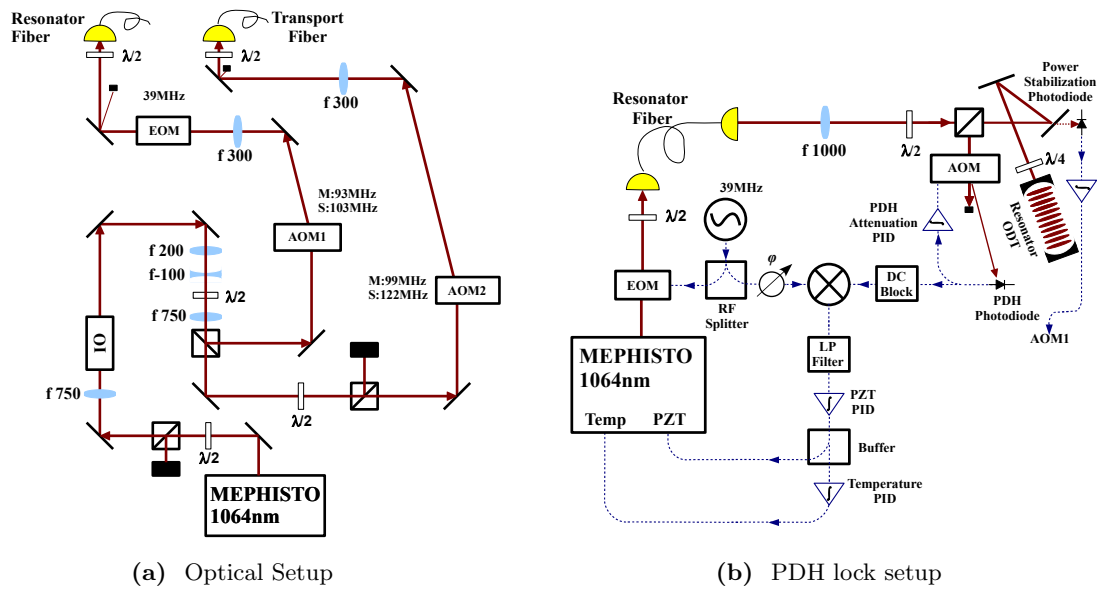 Resonator
Fiber
Transport
Fiber
λ/2
λ/2
39MHz
EOM
f 300
f 300
M:93MHz
S:103MHz
AOM1
f 200
f-100
λ/2
f 750
M:99MHz
S:122MHz
AOM2
IO
f 750
λ/2
λ/2
MEPHISTO
1064nm
(a) Optical Setup
Power
Stabilization
Photodiode
Resonator
Fiber
f 1000
λ/2
AOM
λ/4
∫
39MHz
λ/2
PDH
Attenuation
PID
∫
Resonator
ODT
φ
EOM
RF
Splitter
DC
Block
PDH
Photodiode
AOM1
MEPHISTO
1064nm
Temp PZT
LP
Filter
∫
PZT
PID
Buffer
∫
Temperature
PID
(b) PDH lock setup